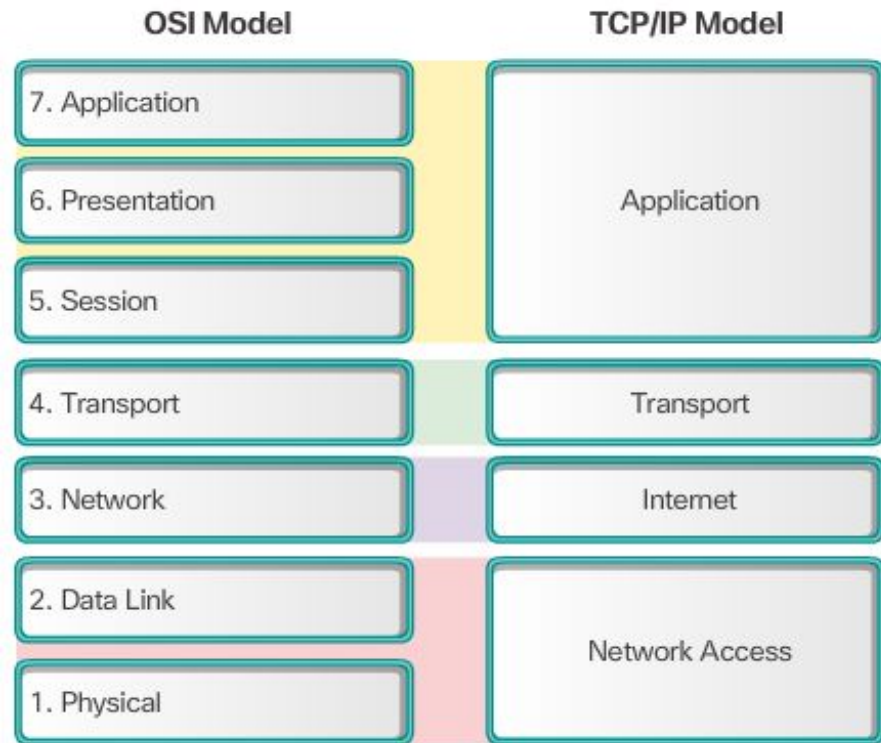 OSI Model
TCP/IP Model
7. Application
6. Presentation
5. Session
Application
4. Transport
Transport
3. Network
Internet
2. Data Link
1. Physical
Network Access